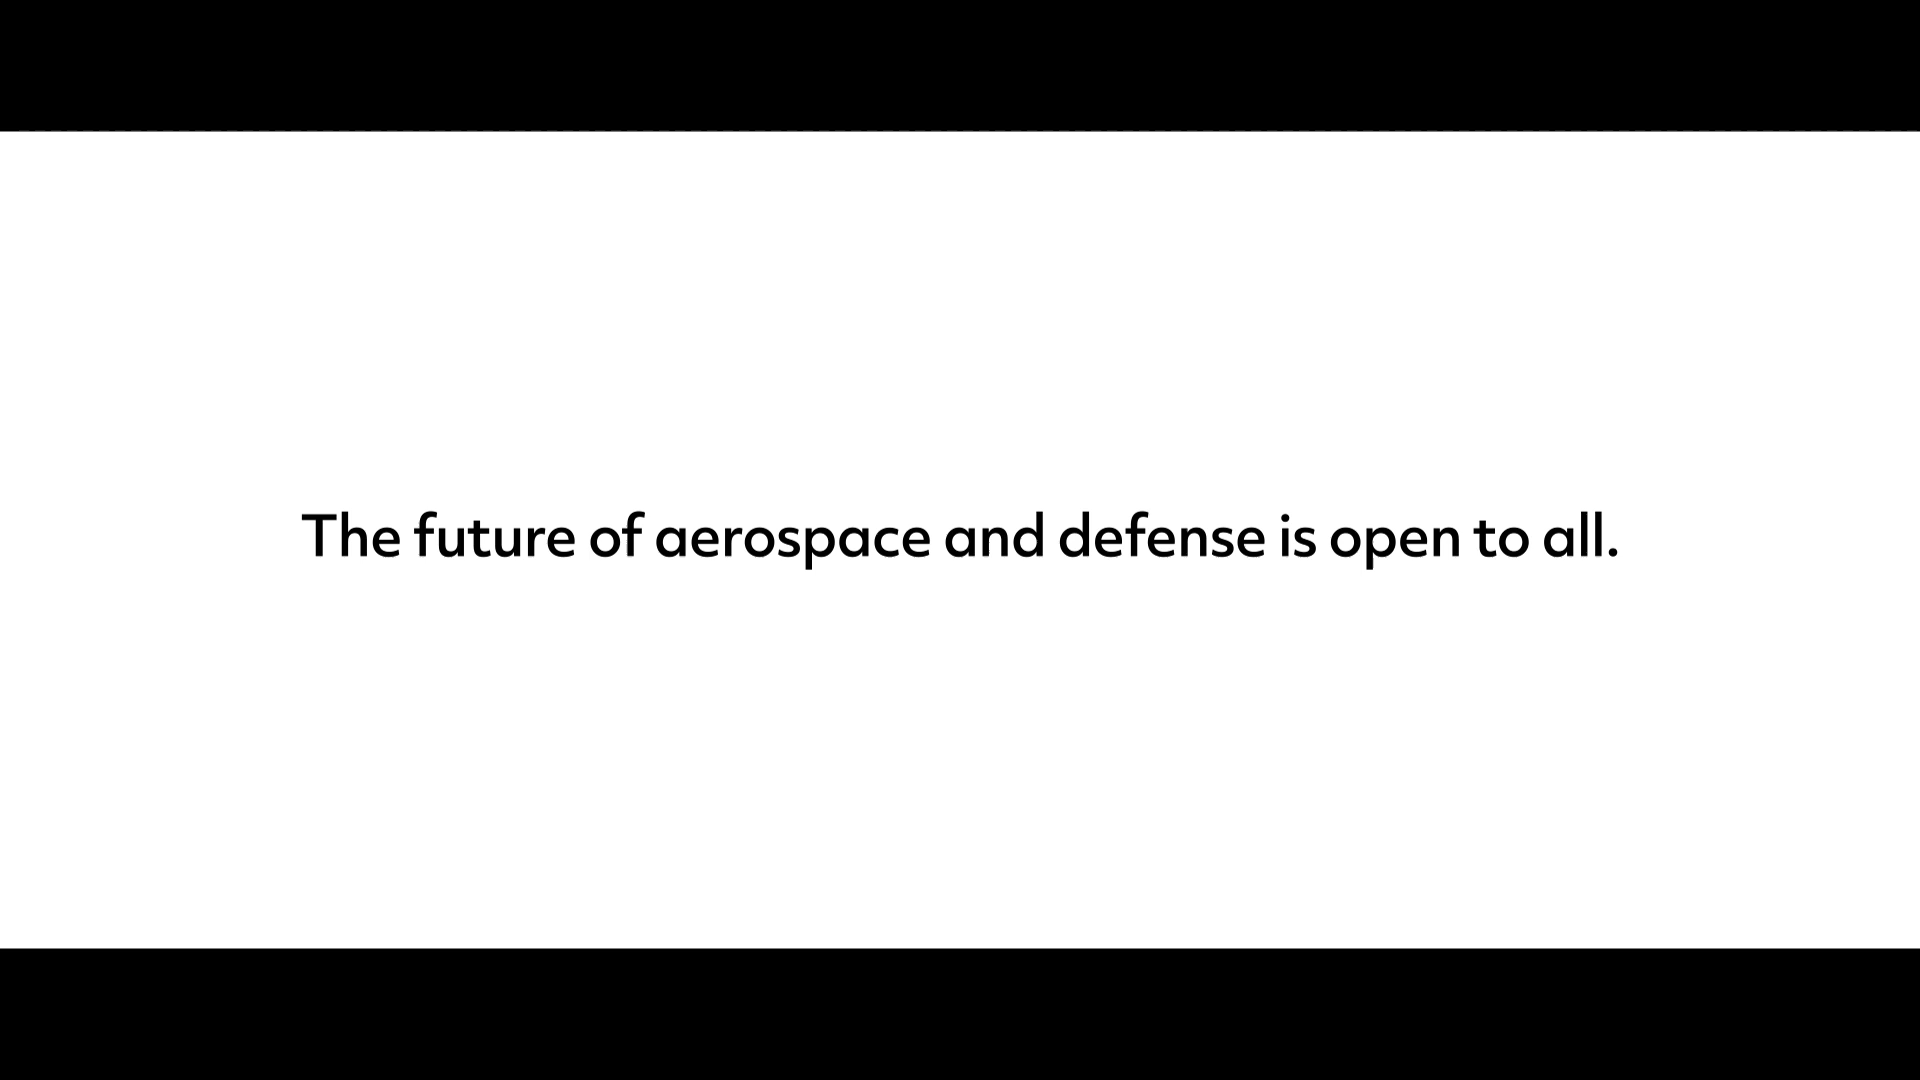 The future of aerospace and defense is open to all.